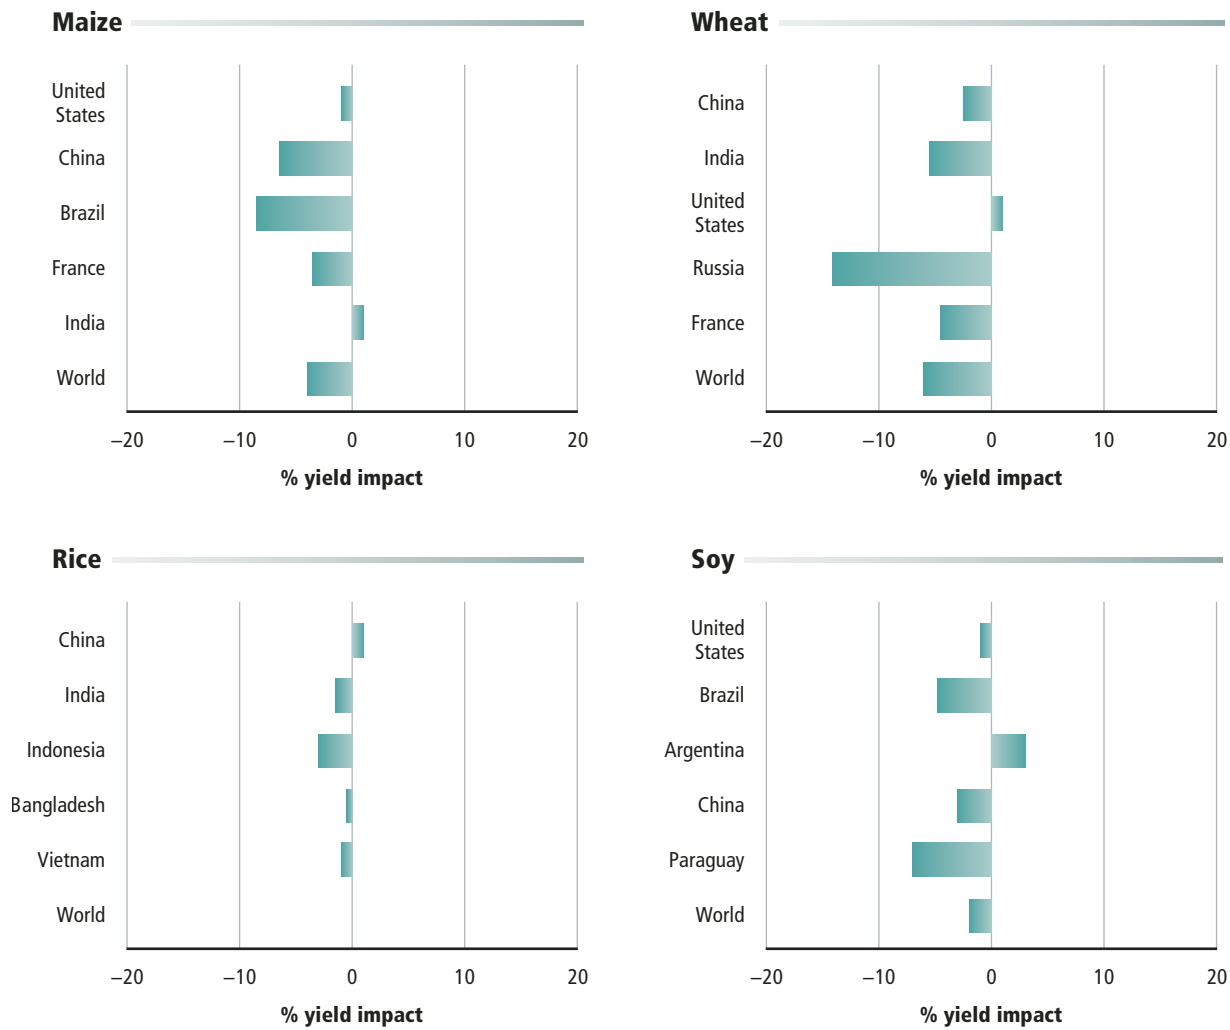 Maize
United
States
China
Brazil
France
India
World
–20 –10 0 10 20
% yield impact
Wheat
China
India
United
States
Russia
France
World
–20 –10 0 10 20
% yield impact
Rice
China
India
Indonesia
Bangladesh
Vietnam
World
–20 –10 0 10 20
% yield impact
Soy
United
States
Brazil
Argentina
China
Paraguay
World
–20 –10 0 10 20
% yield impact